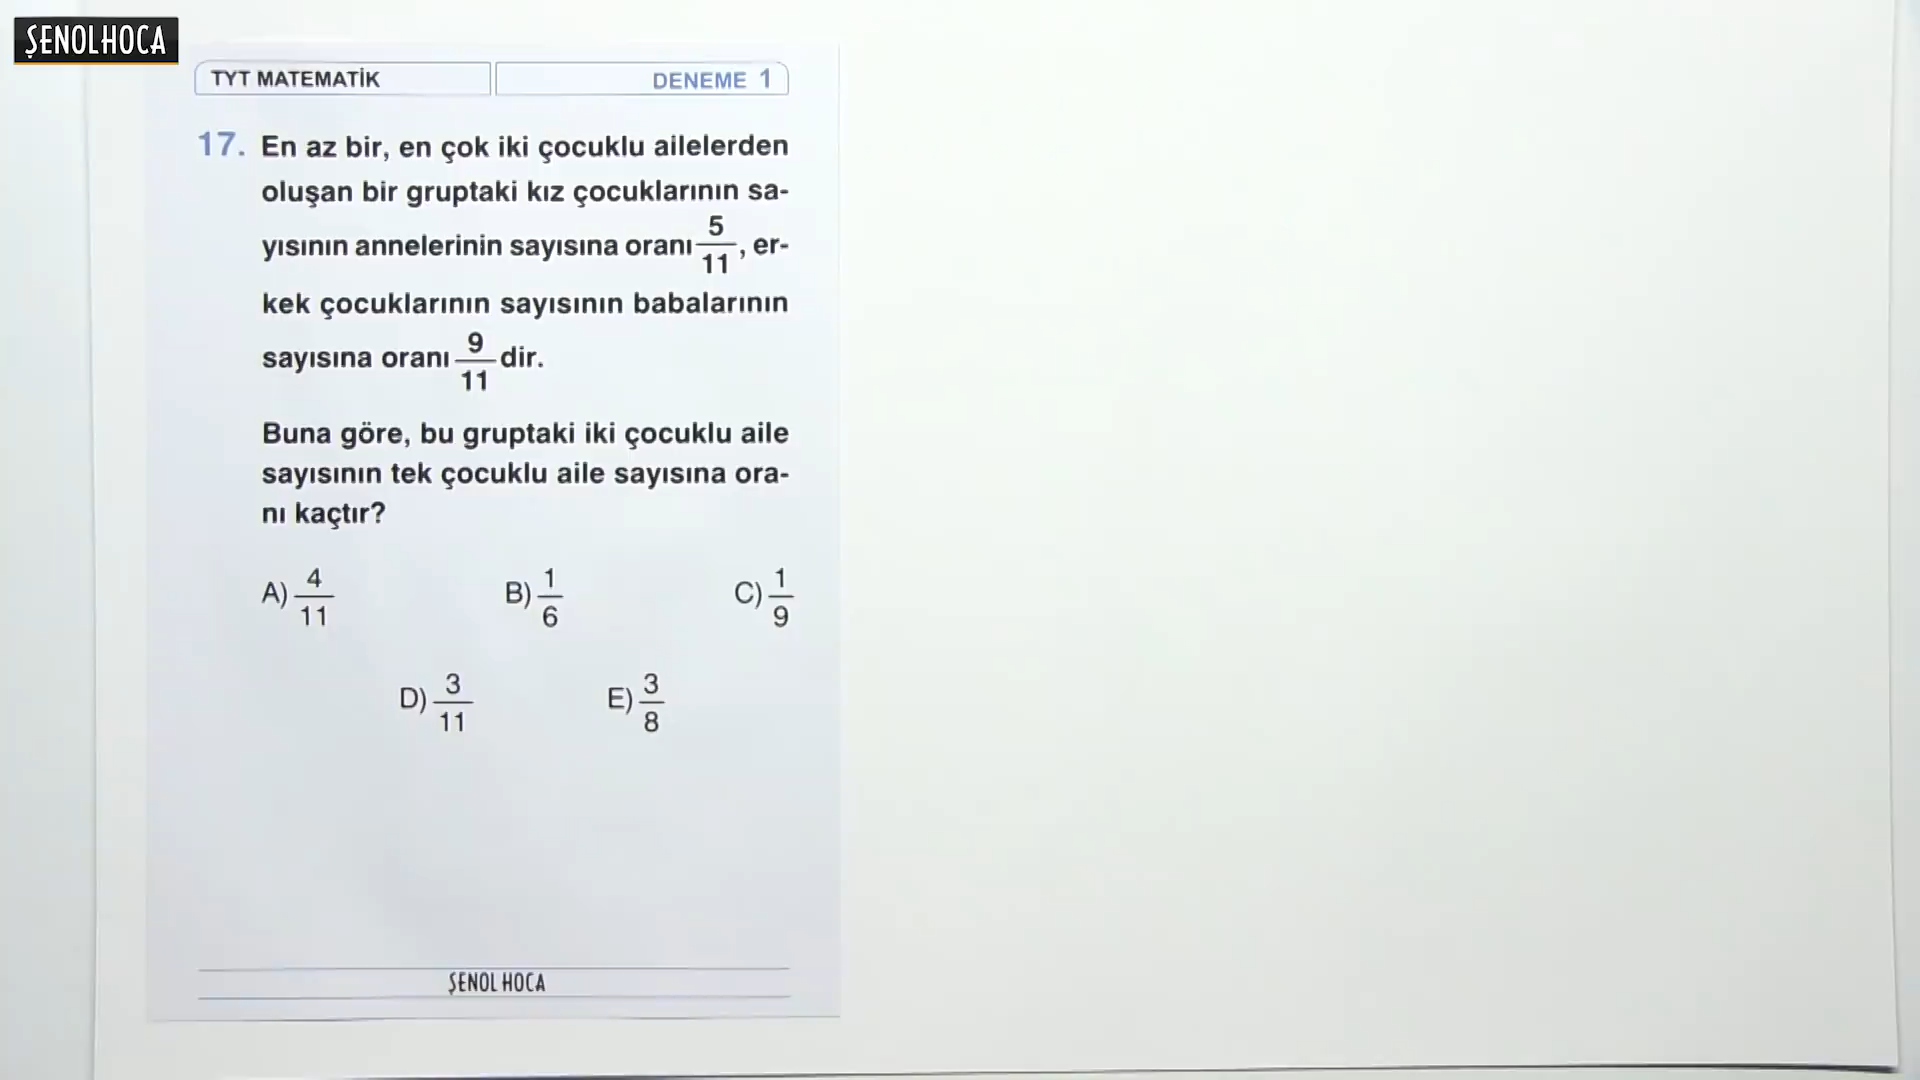 ŞENOLHOCA
TYT MATEMATİK
DENEME 1
17. En az bir, en çok iki çocuklu ailelerden
oluşan bir gruptaki kız çocuklarının sa-
yısının annelerinin sayısına oranı 5/11, er-
kek çocuklarının sayısının babalarının
sayısına oranı 9/11 dir.
Buna göre, bu gruptaki iki çocuklu aile
sayısının tek çocuklu aile sayısına ora-
nı kaçtır?
A) 4/11 B) 1/6 C) 1/9
D) 3/11 E) 3/8
ŞENOL HOCA